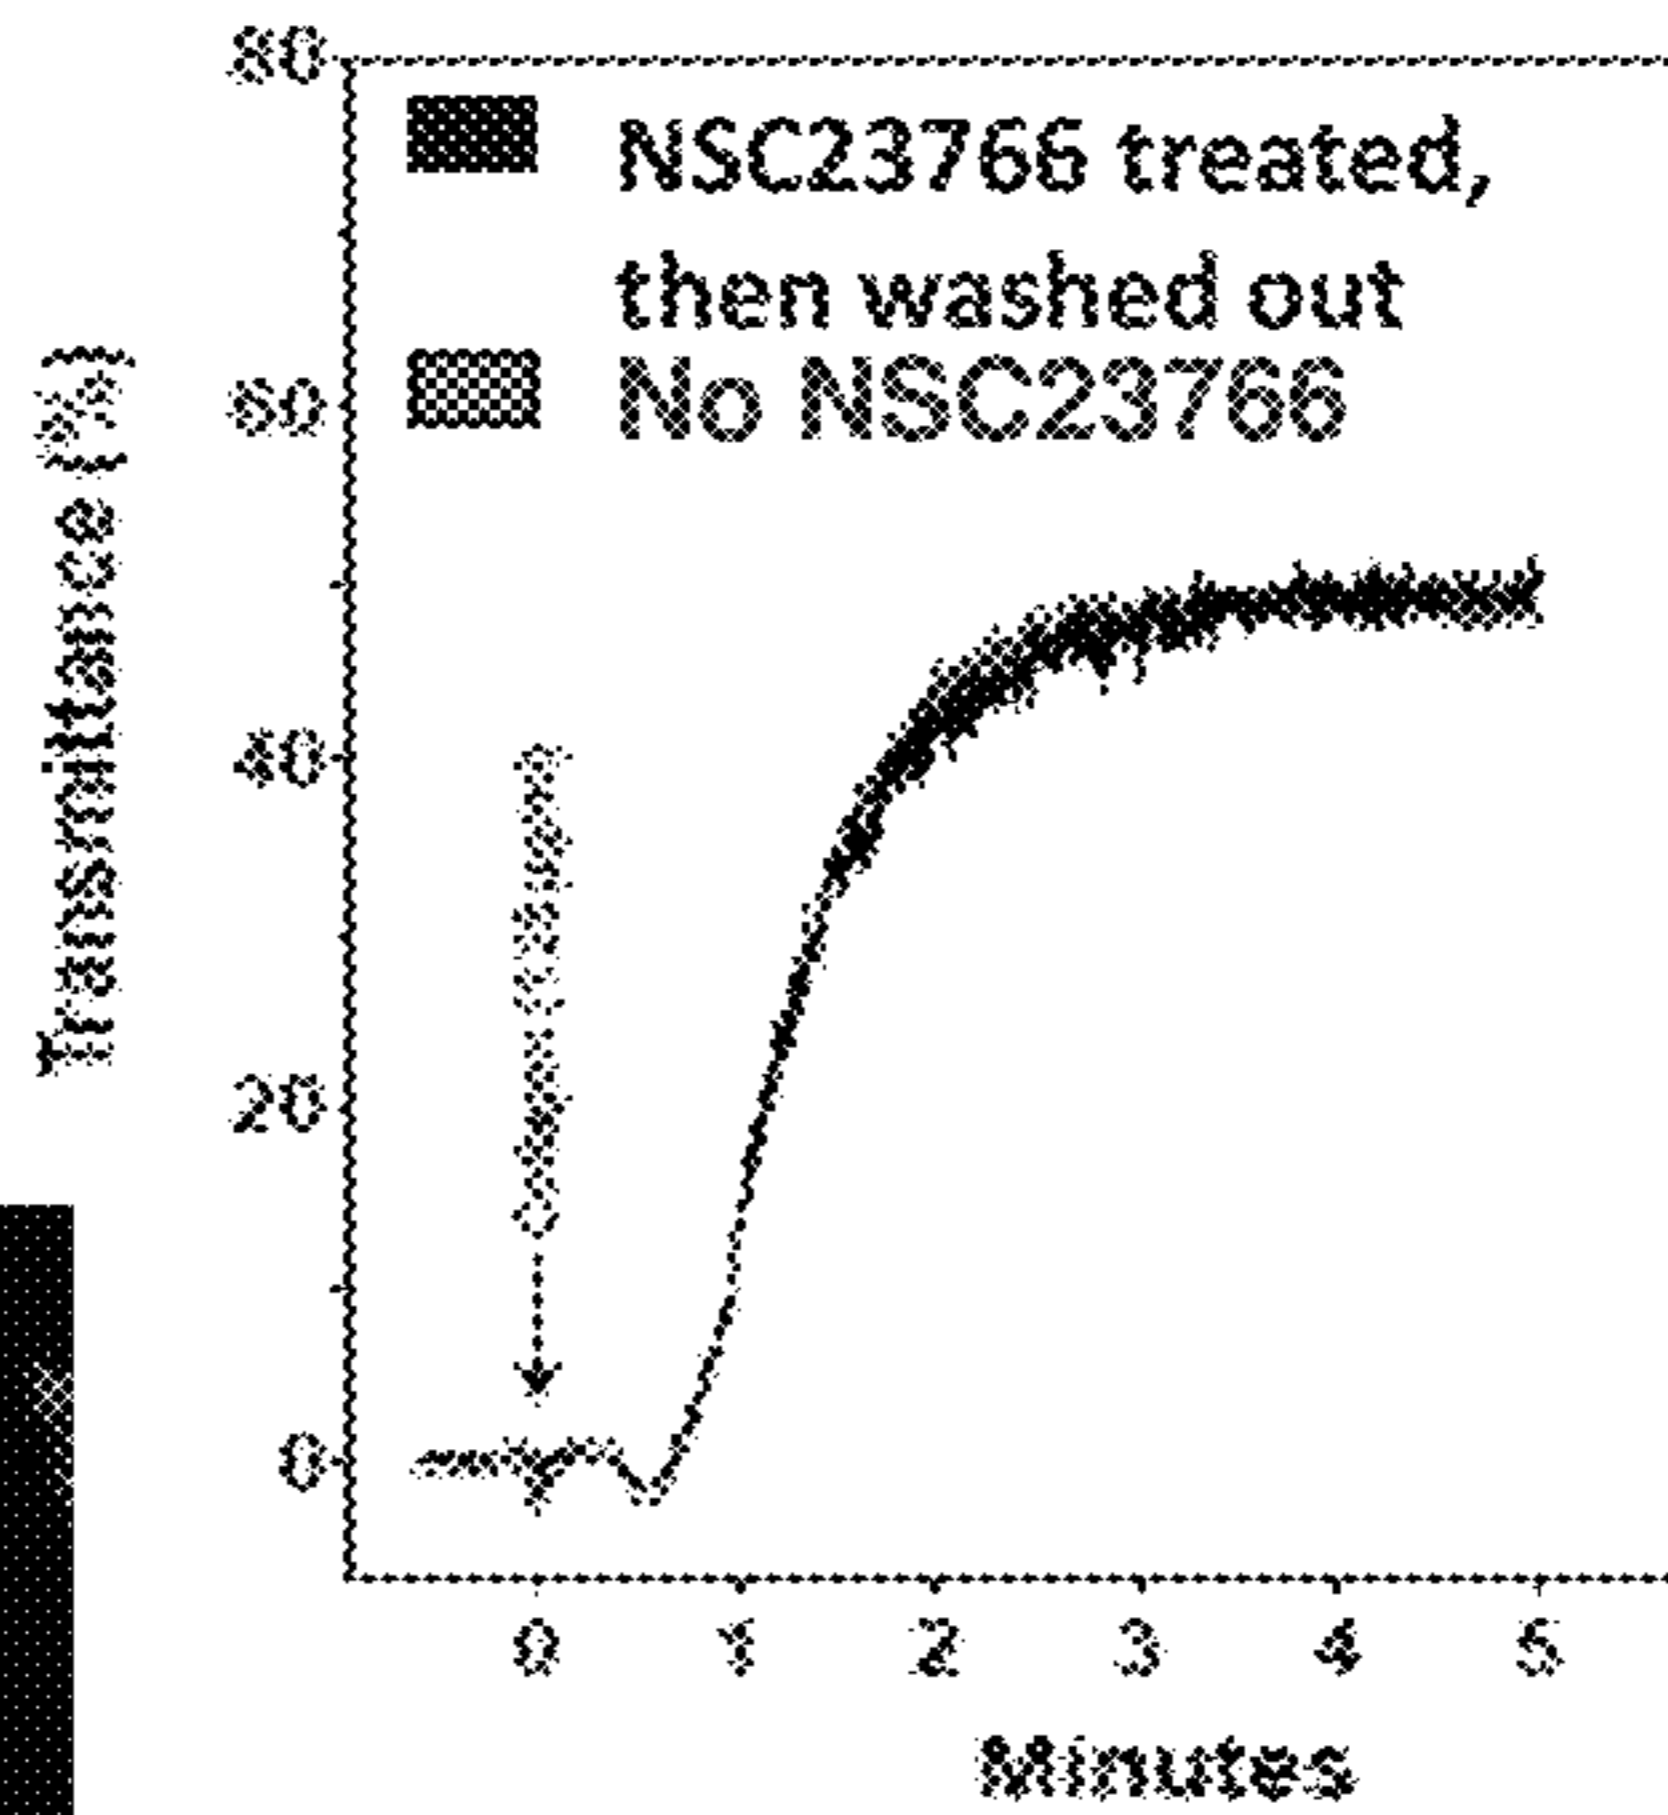 80
NSC23766 treated,
then washed out
60
No NSC23766
Transmittance (%)
40
20
0
0 1 2 3 4 5
Minutes